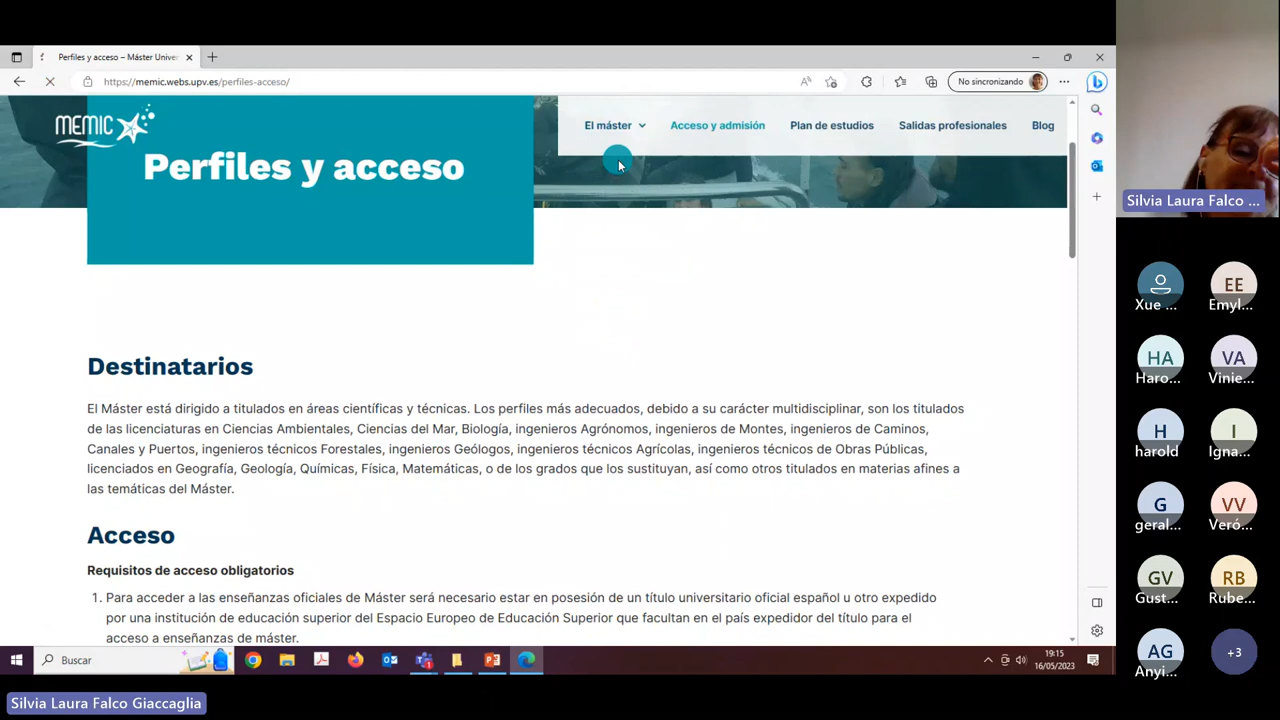 Perfiles y acceso – Máster Univer
https://memic.webs.upv.es/perfiles-acceso/
No sincronizando
MEMIC
El máster
Acceso y admisión
Plan de estudios
Salidas profesionales
Blog
Perfiles y acceso
Destinatarios
El Máster está dirigido a titulados en áreas científicas y técnicas. Los perfiles más adecuados, debido a su carácter multidisciplinar, son los titulados
de las licenciaturas en Ciencias Ambientales, Ciencias del Mar, Biología, ingenieros Agrónomos, ingenieros de Montes, ingenieros de Caminos,
Canales y Puertos, ingenieros técnicos Forestales, ingenieros Geólogos, ingenieros técnicos Agrícolas, ingenieros técnicos de Obras Públicas,
licenciados en Geografía, Geología, Químicas, Física, Matemáticas, o de los grados que los sustituyan, así como otros titulados en materias afines a
las temáticas del Máster.
Acceso
Requisitos de acceso obligatorios
1. Para acceder a las enseñanzas oficiales de Máster será necesario estar en posesión de un título universitario oficial español u otro expedido
por una institución de educación superior del Espacio Europeo de Educación Superior que facultan en el país expedidor del título para el
acceso a enseñanzas de máster.
Buscar
19:15
16/05/2023
Silvia Laura Falco Giaccaglia
Silvia Laura Falco ...
Xue ...
EE
Emyl...
HA
Haro...
VA
Vinie...
H
harold
I
Igna...
G
geral...
VV
Veró...
GV
Gust...
RB
Rube...
AG
Anyi...
+3